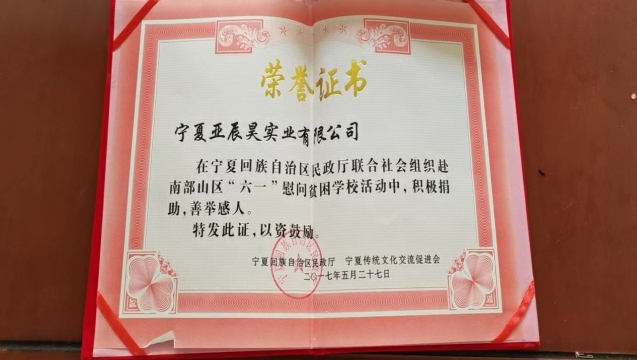 荣誉证书
宁夏亚辰昊实业有限公司
在宁夏回族自治区民政厅联合社会组织赴
南部山区“六一”慰问贫困学校活动中,积极捐
助,善举感人。
特发此证,以资鼓励。
宁夏回族自治区民政厅 宁夏传统文化交流促进会
二〇一七年五月二十七日